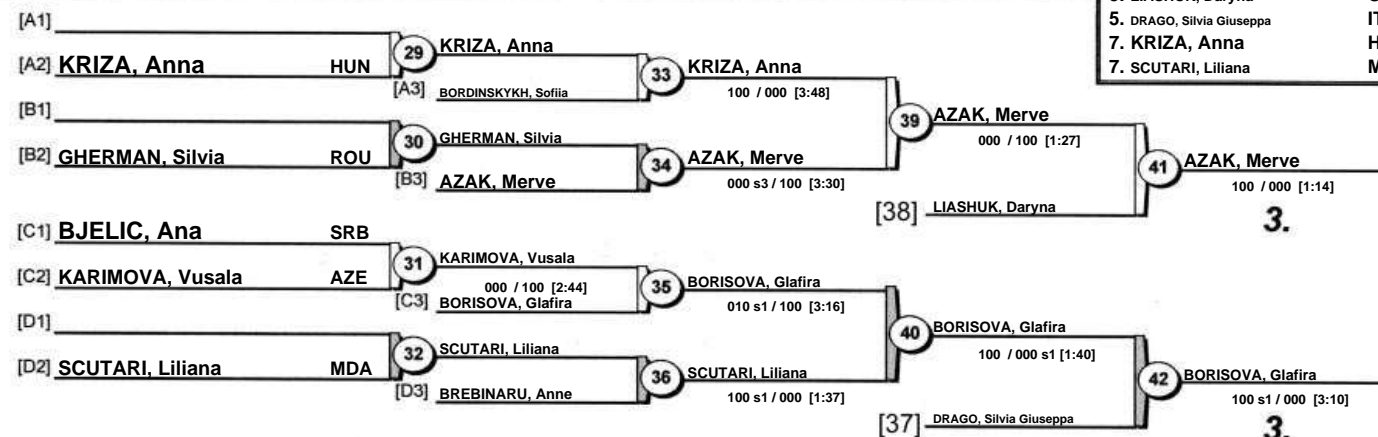 5. DRAGO, Silvia Giuseppa IT
7. KRIZA, Anna H
7. SCUTARI, Liliana M
[A1]
[A2] KRIZA, Anna HUN
29
KRIZA, Anna
[A3] BORDINSKYKH, Sofiia
33
KRIZA, Anna
100 / 000 [3:48]
[B1]
[B2] GHERMAN, Silvia ROU
30
GHERMAN, Silvia
[B3] AZAK, Merve
34
AZAK, Merve
000 s3 / 100 [3:30]
39
AZAK, Merve
000 / 100 [1:27]
[38] LIASHUK, Daryna
41
AZAK, Merve
100 / 000 [1:14]
3.
[C1] BJELIC, Ana SRB
[C2] KARIMOVA, Vusala AZE
31
KARIMOVA, Vusala
000 / 100 [2:44]
[C3] BORISOVA, Glafira
35
BORISOVA, Glafira
010 s1 / 100 [3:16]
[D1]
[D2] SCUTARI, Liliana MDA
32
SCUTARI, Liliana
[D3] BREBINARU, Anne
36
SCUTARI, Liliana
100 s1 / 000 [1:37]
40
BORISOVA, Glafira
100 / 000 s1 [1:40]
[37] DRAGO, Silvia Giuseppa
42
BORISOVA, Glafira
100 s1 / 000 [3:10]
3.